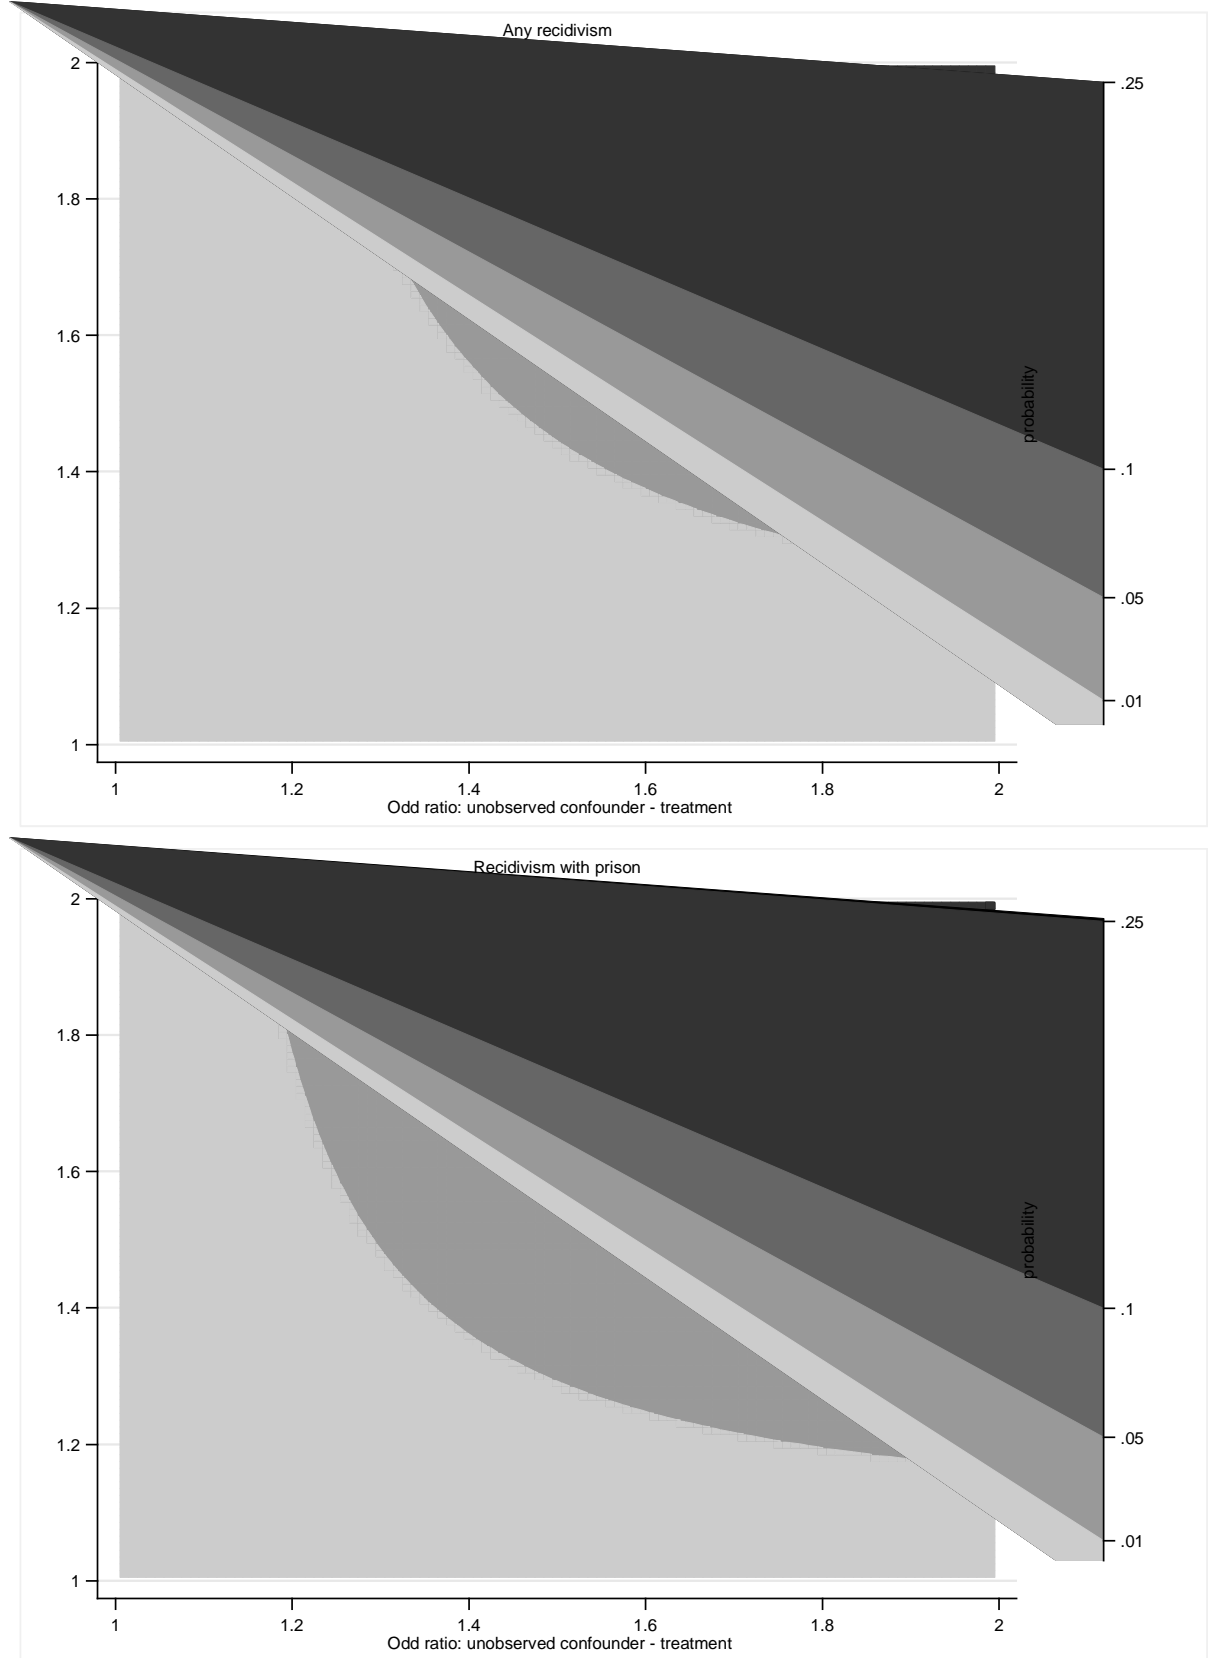 Any recidivism
2
.25
1.8
1.6
probability
1.4
.1
1.2
.05
.01
1
1 1.2 1.4 1.6 1.8 2
Odd ratio: unobserved confounder - treatment
Recidivism with prison
2
.25
1.8
1.6
probability
1.4
.1
1.2
.05
.01
1
1 1.2 1.4 1.6 1.8 2
Odd ratio: unobserved confounder - treatment